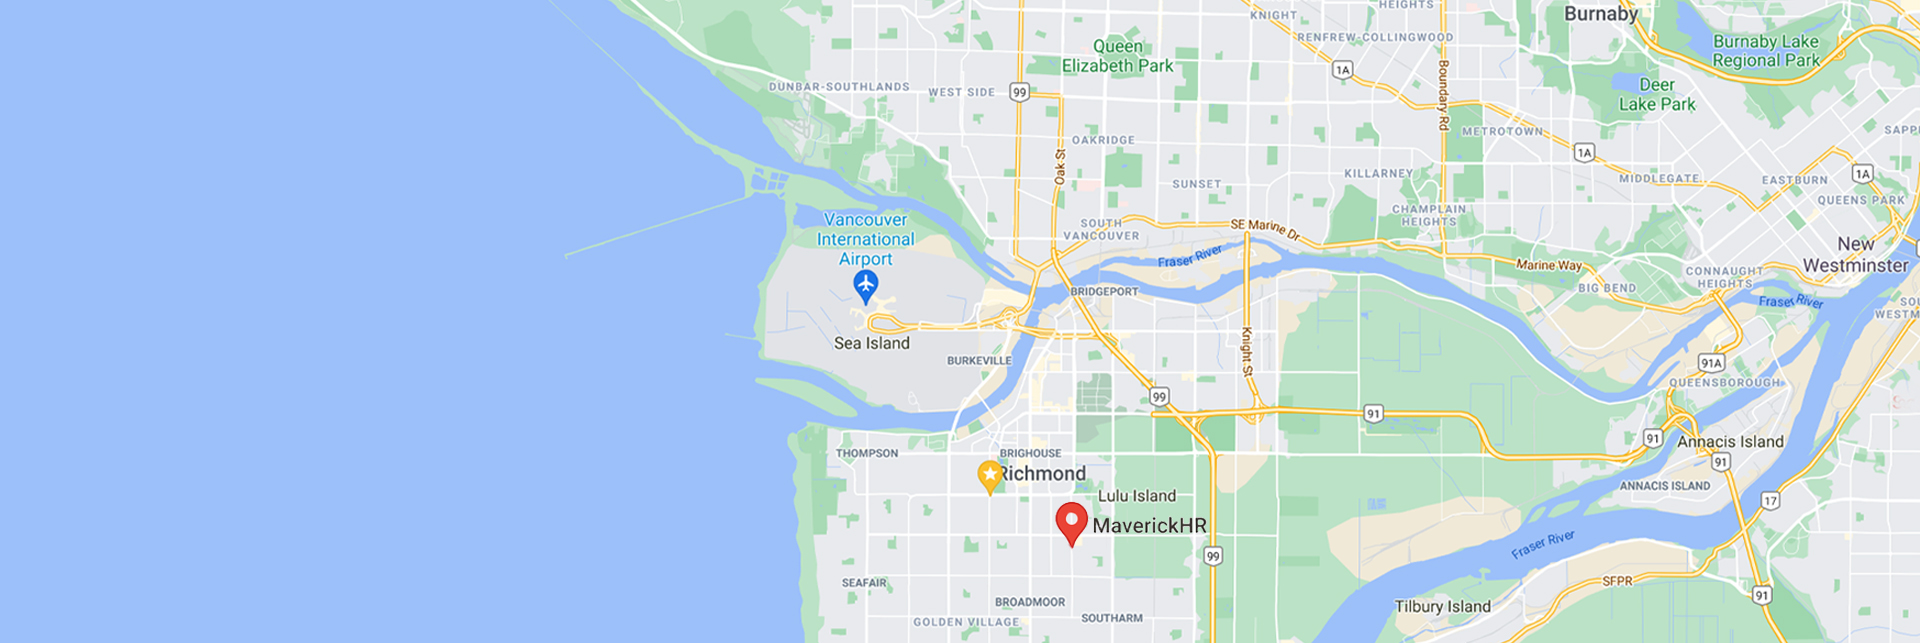 KNIGHT
HEIGHTS
Burnaby
RENFREW-COLLINGWOOD
Queen
Elizabeth Park
Burnaby Lake
Regional Park
1A
Boundary Rd
DUNBAR-SOUTHLANDS
WEST SIDE
99
Deer
Lake Park
OAKRIDGE
METROTOWN
SAPP
Oak St
1A
KILLARNEY
MIDDLEGATE
EASTBURN
1A
SUNSET
QUEENS PARK
CHAMPLAIN
HEIGHTS
Vancouver
International
Airport
SOUTH
VANCOUVER
SE Marine Dr
Fraser River
New
Westminster
Marine Way
CONNAUGHT
HEIGHTS
BIG BEND
BRIDGEPORT
Fraser River
SOU
WESTM
Sea Island
BURKEVILLE
Knight St
91A
QUEENSBOROUGH
99
91
91
Annacis Island
91
THOMPSON
BRIGHOUSE
Richmond
Lulu Island
ANNACIS ISLAND
17
MaverickHR
99
Fraser River
SEAFAIR
SFPR
91
BROADMOOR
Tilbury Island
GOLDEN VILLAGE
SOUTHARM